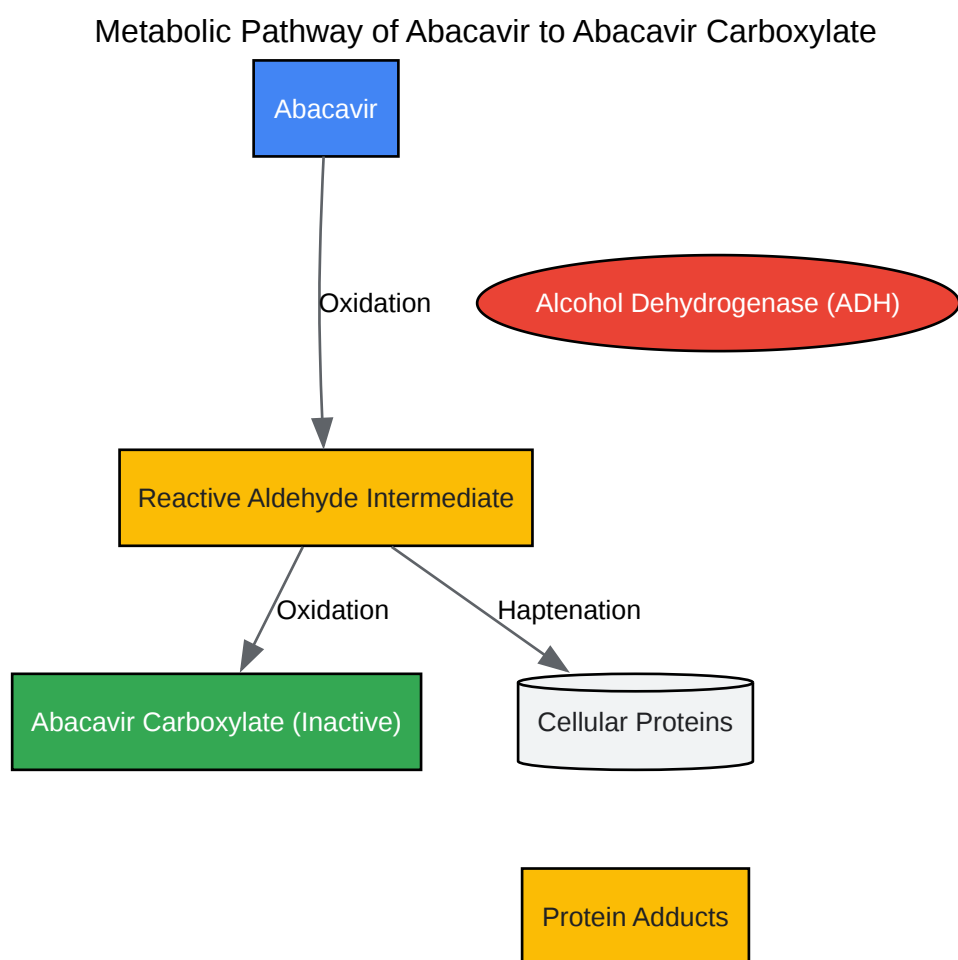 Metabolic Pathway of Abacavir to Abacavir Carboxylate
Abacavir
Oxidation
Alcohol Dehydrogenase (ADH)
Reactive Aldehyde Intermediate
Oxidation
Haptenation
Abacavir Carboxylate (Inactive)
Cellular Proteins
Protein Adducts